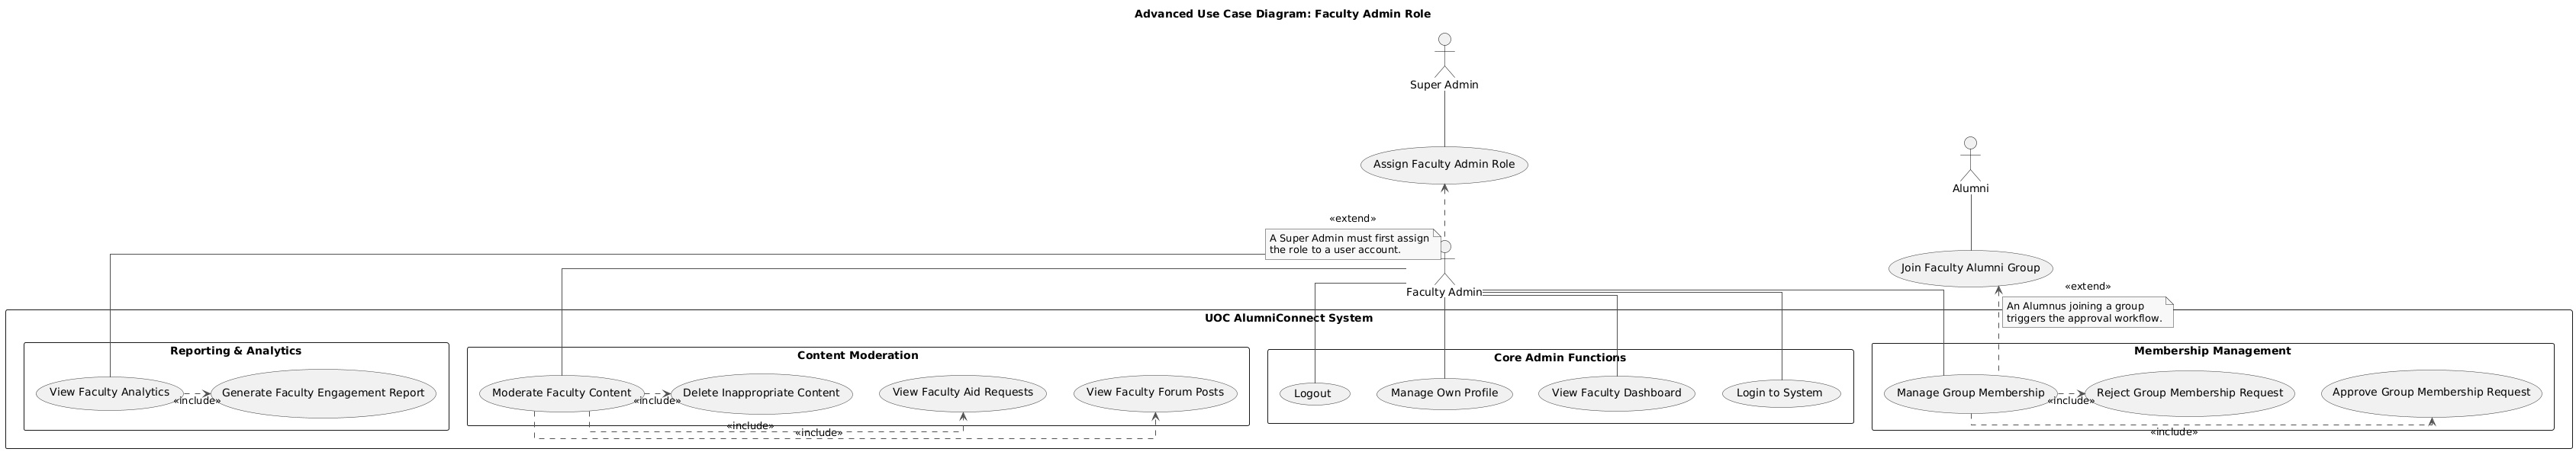 Advanced Use Case Diagram: Faculty Admin Role
Super Admin
Assign Faculty Admin Role
Alumni
«extend»
A Super Admin must first assign
the role to a user account.
Faculty Admin
Join Faculty Alumni Group
«extend»
An Alumnus joining a group
triggers the approval workflow.
UOC AlumniConnect System
Reporting & Analytics
View Faculty Analytics
«include»
Generate Faculty Engagement Report
Content Moderation
Moderate Faculty Content
«include»
Delete Inappropriate Content
View Faculty Aid Requests
View Faculty Forum Posts
«include»
«include»
Core Admin Functions
Logout
Manage Own Profile
View Faculty Dashboard
Login to System
Membership Management
Manage Group Membership
«include»
Reject Group Membership Request
Approve Group Membership Request
«include»